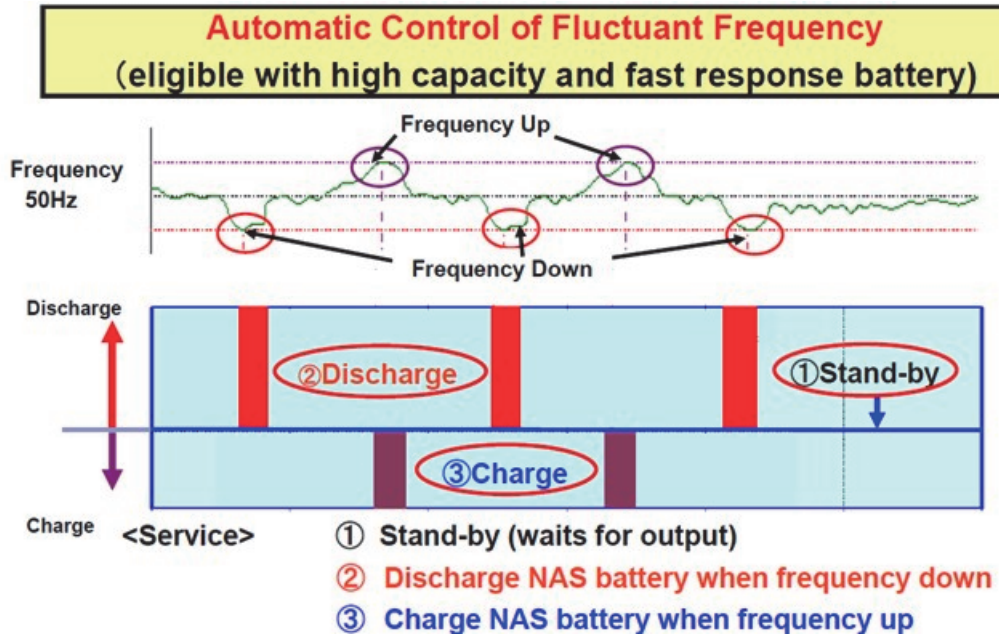 Automatic Control of Fluctuant Frequency
(eligible with high capacity and fast response battery)
Frequency Up
Frequency
50Hz
Frequency Down
Discharge
②Discharge
①Stand-by
③Charge
Charge
<Service>
① Stand-by (waits for output)
② Discharge NAS battery when frequency down
③ Charge NAS battery when frequency up